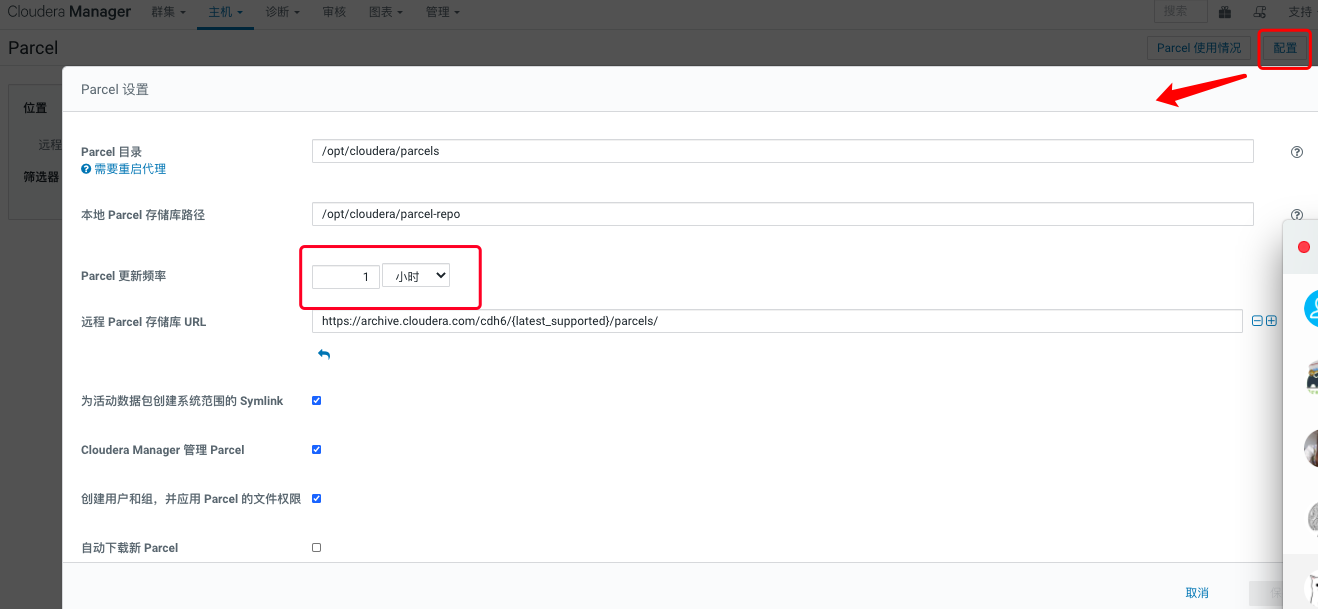 Cloudera Manager 群集 主机 诊断 审核 图表 管理 搜索 支持
Parcel Parcel 使用情况 配置
Parcel 设置
位置
远程
筛选器
Parcel 目录 /opt/cloudera/parcels
需要重启代理
本地 Parcel 存储库路径 /opt/cloudera/parcel-repo
Parcel 更新频率 1 小时
远程 Parcel 存储库 URL https://archive.cloudera.com/cdh6/{latest_supported}/parcels/
为活动数据包创建系统范围的 Symlink
Cloudera Manager 管理 Parcel
创建用户和组，并应用 Parcel 的文件权限
自动下载新 Parcel
取消